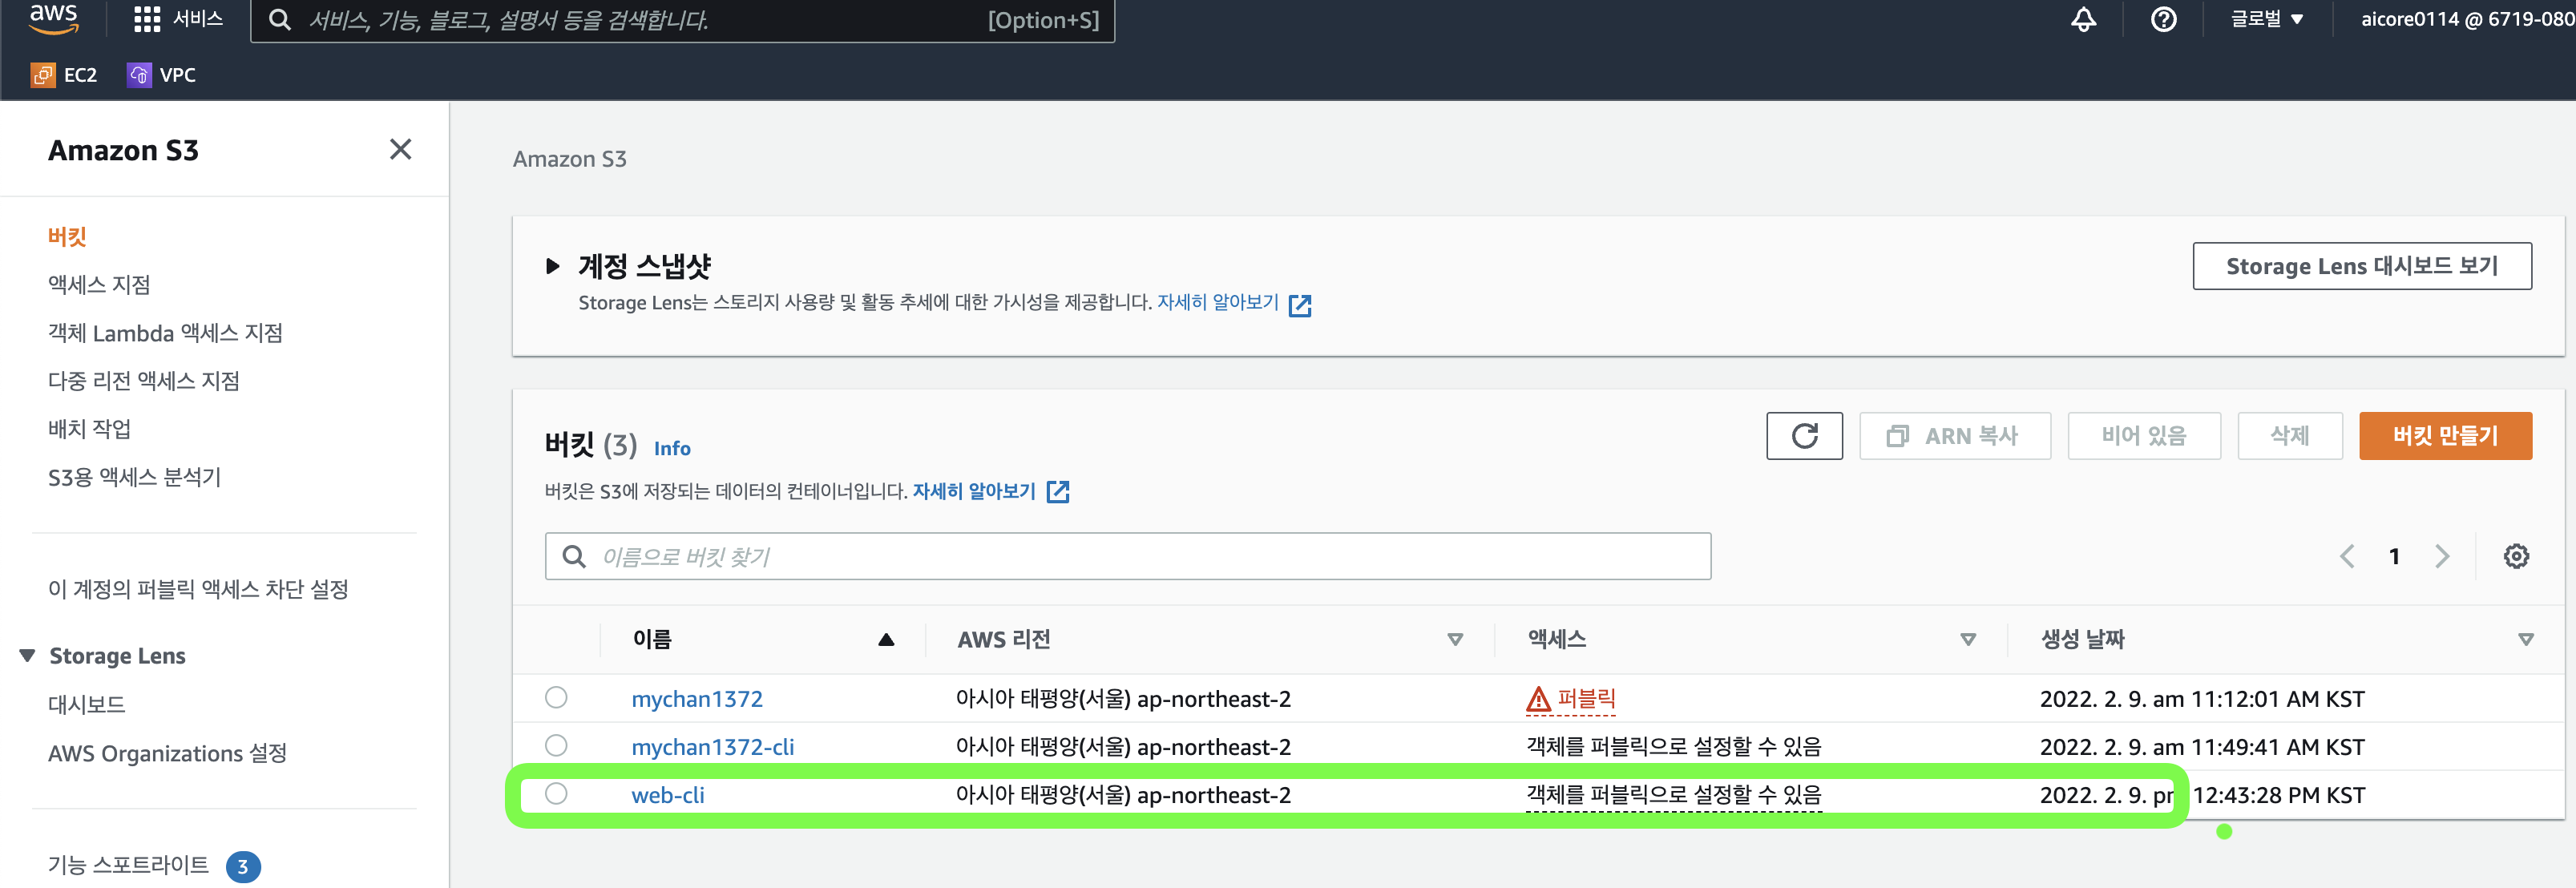 aws 서비스 서비스, 기능, 블로그, 설명서 등을 검색합니다. [Option+S] 글로벌 aicore0114 @ 6719-080
EC2 VPC
Amazon S3
버킷
액세스 지점
객체 Lambda 액세스 지점
다중 리전 액세스 지점
배치 작업
S3용 액세스 분석기
이 계정의 퍼블릭 액세스 차단 설정
Storage Lens
대시보드
AWS Organizations 설정
기능 스포트라이트 3
Amazon S3
계정 스냅샷
Storage Lens 대시보드 보기
Storage Lens는 스토리지 사용량 및 활동 추세에 대한 가시성을 제공합니다. 자세히 알아보기
버킷 (3) Info
ARN 복사 비어 있음 삭제 버킷 만들기
버킷은 S3에 저장되는 데이터의 컨테이너입니다. 자세히 알아보기
이름으로 버킷 찾기
1
이름 AWS 리전 액세스 생성 날짜
mychan1372 아시아 태평양(서울) ap-northeast-2 퍼블릭 2022. 2. 9. am 11:12:01 AM KST
mychan1372-cli 아시아 태평양(서울) ap-northeast-2 객체를 퍼블릭으로 설정할 수 있음 2022. 2. 9. am 11:49:41 AM KST
web-cli 아시아 태평양(서울) ap-northeast-2 객체를 퍼블릭으로 설정할 수 있음 2022. 2. 9. 12:43:28 PM KST